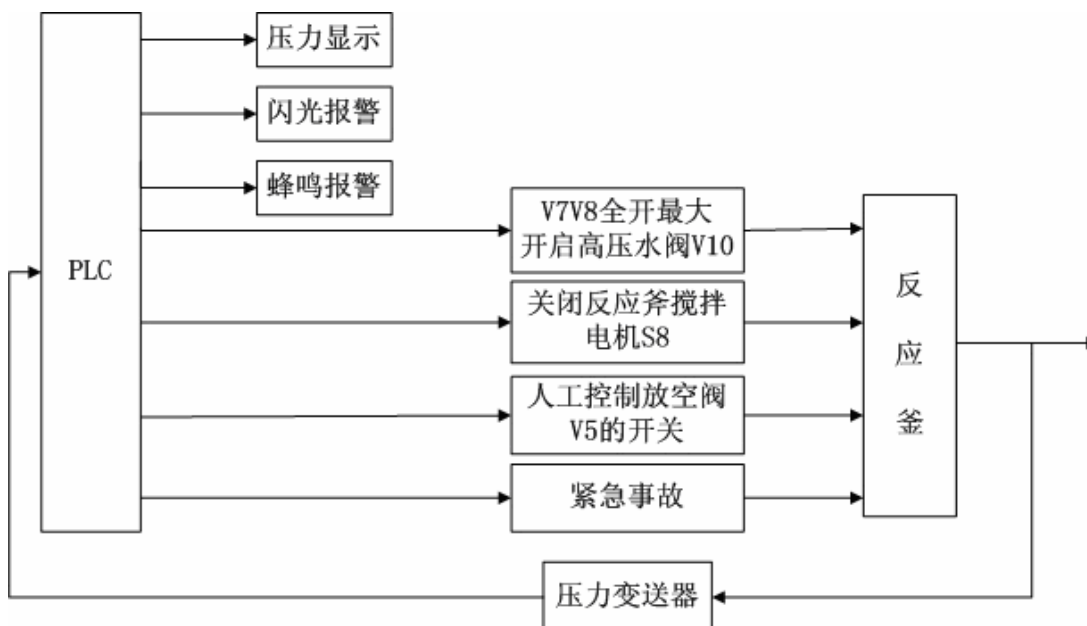 压力显示
闪光报警
蜂鸣报警
PLC
V7V8全开最大
开启高压水阀V10
关闭反应斧搅拌
电机S8
人工控制放空阀
V5的开关
紧急事故
反
应
釜
压力变送器